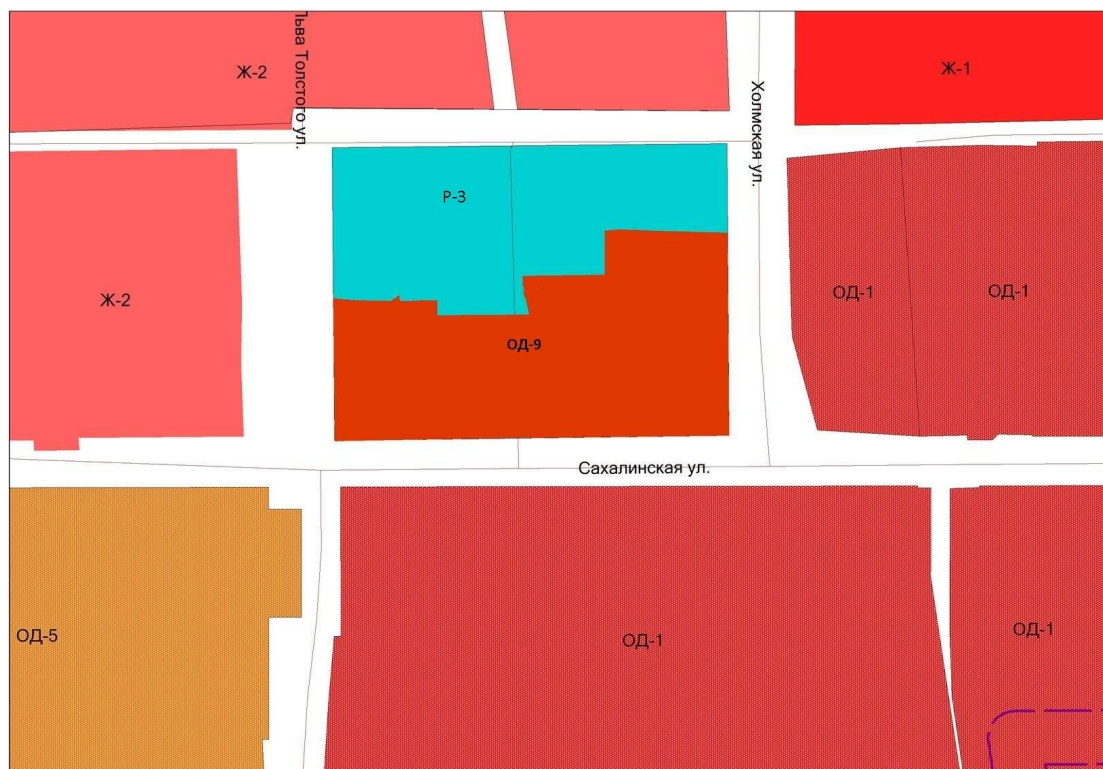 Льва Толстого ул.
Ж-2
Ж-1
Холмская ул.
Р-3
Ж-2
ОД-1
ОД-1
ОД-9
Сахалинская ул.
ОД-5
ОД-1
ОД-1